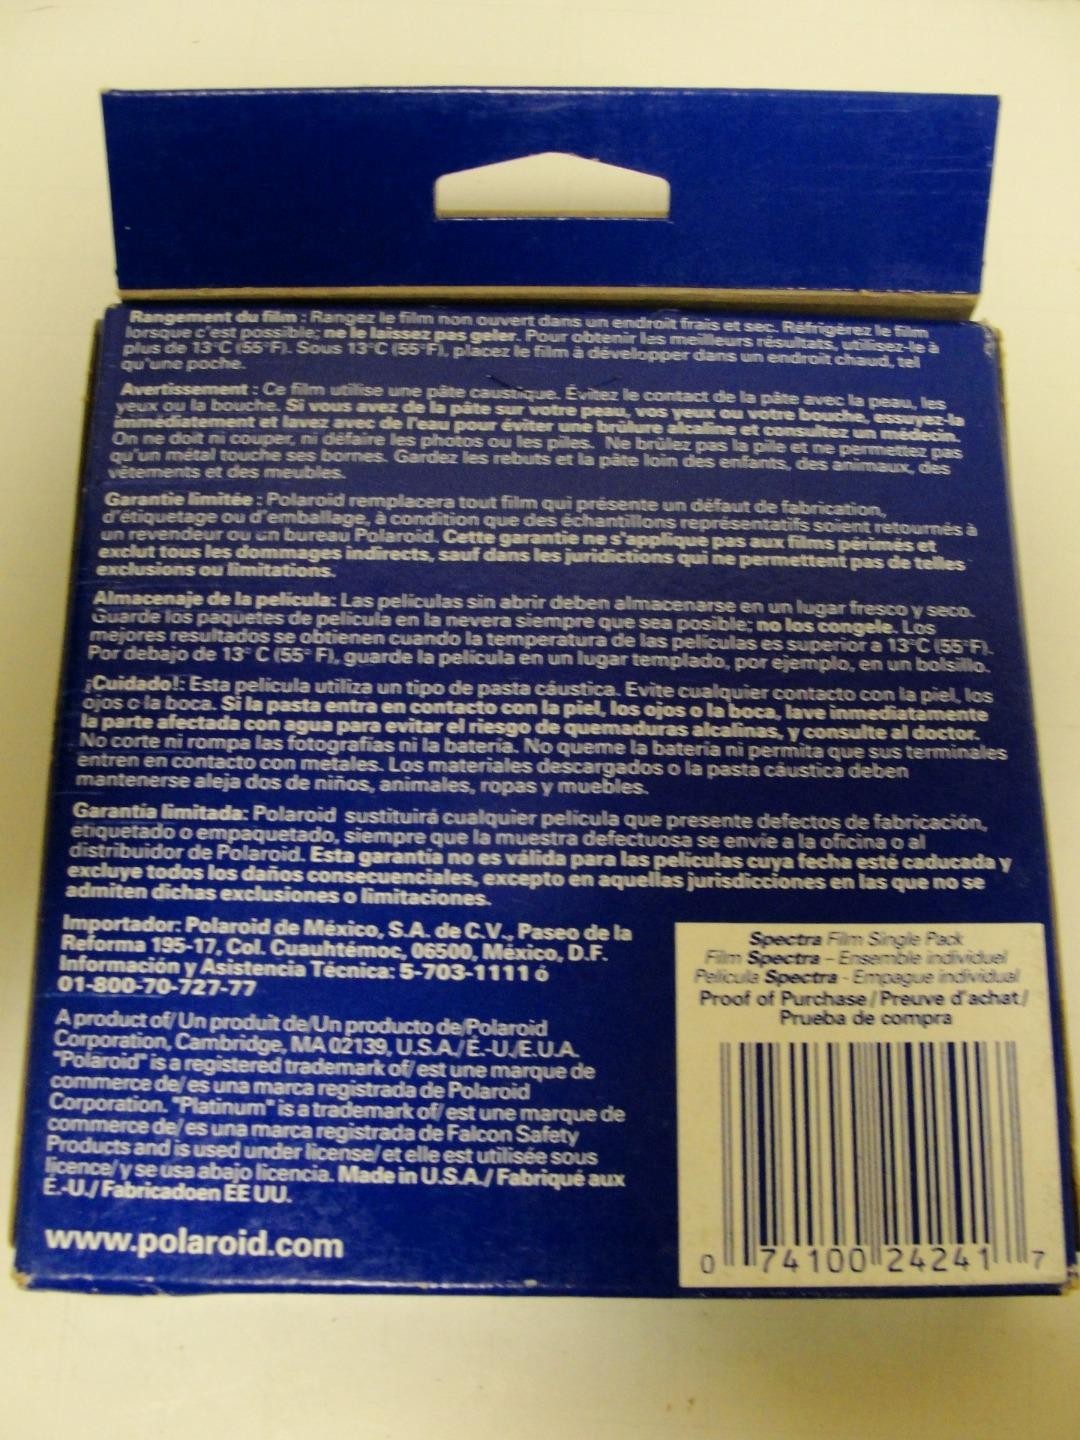 Rangement du film : Rangez le film non ouvert dans un endroit frais et sec. Réfrigérez le film
lorsque c'est possible; ne le laissez pas geler. Pour obtenir les meilleurs résultats, utilisez-le à
plus de 13°C (55°F). Sous 13°C (55°F), placez le film à développer dans un endroit chaud, tel
qu'une poche.
Avertissement : Ce film utilise une pâte caustique. Évitez le contact de la pâte avec la peau, les
yeux ou la bouche. Si vous avez de la pâte sur votre peau, vos yeux ou votre bouche, essuyez-la
immédiatement et lavez avec de l'eau pour éviter une brûlure alcaline et consultez un médecin.
On ne doit ni couper, ni défaire les photos ou les piles. Ne brûlez pas la pile et ne permettez pas
qu'un métal touche ses bornes. Gardez les rebuts et la pâte loin des enfants, des animaux, des
vêtements et des meubles.
Garantie limitée : Polaroid remplacera tout film qui présente un défaut de fabrication,
d'étiquetage ou d'emballage, à condition que des échantillons représentatifs soient retournés à
un revendeur ou un bureau Polaroid. Cette garantie ne s'applique pas aux films périmés et
exclut tous les dommages indirects, sauf dans les juridictions qui ne permettent pas de telles
exclusions ou limitations.
Almacenaje de la película: Las películas sin abrir deben almacenarse en un lugar fresco y seco.
Guarde los paquetes de película en la nevera siempre que sea posible; no los congele. Los
mejores resultados se obtienen cuando la temperatura de las películas es superior a 13°C (55°F).
Por debajo de 13° C (55° F), guarde la película en un lugar templado, por ejemplo, en un bolsillo.
¡Cuidado!: Esta película utiliza un tipo de pasta cáustica. Evite cualquier contacto con la piel, los
ojos o la boca. Si la pasta entra en contacto con la piel, los ojos o la boca, lave inmediatamente
la parte afectada con agua para evitar el riesgo de quemaduras alcalinas, y consulte al doctor.
No corte ni rompa las fotografías ni la batería. No queme la batería ni permita que sus terminales
entren en contacto con metales. Los materiales descargados o la pasta cáustica deben
mantenerse aleja dos de niños, animales, ropas y muebles.
Garantía limitada: Polaroid sustituirá cualquier película que presente defectos de fabricación,
etiquetado o empaquetado, siempre que la muestra defectuosa se envíe a la oficina o al
distribuidor de Polaroid. Esta garantía no es válida para las películas cuya fecha esté caducada y
excluye todos los daños consecuenciales, excepto en aquellas jurisdicciones en las que no se
admiten dichas exclusiones o limitaciones.
Importador: Polaroid de México, S.A. de C.V., Paseo de la
Reforma 195-17, Col. Cuauhtémoc, 06500, México, D.F.
Información y Asistencia Técnica: 5-703-1111 ó
01-800-70-727-77
A product of/Un produit de/Un producto de/Polaroid
Corporation, Cambridge, MA 02139, U.S.A./É.-U./E.U.A.
"Polaroid" is a registered trademark of/ est une marque de
commerce de/ es una marca registrada de Polaroid
Corporation. "Platinum" is a trademark of/ est une marque de
commerce de/ es una marca registrada de Falcon Safety
Products and is used under license/ et elle est utilisée sous
licence/ y se usa abajo licencia. Made in U.S.A./ Fabriqué aux
É.-U./ Fabricadoen EE UU.
www.polaroid.com
Spectra Film Single Pack
Film Spectra – Ensemble individuel
Película Spectra - Empague individual
Proof of Purchase/Preuve d'achat/
Prueba de compra
0 74100 24241 7